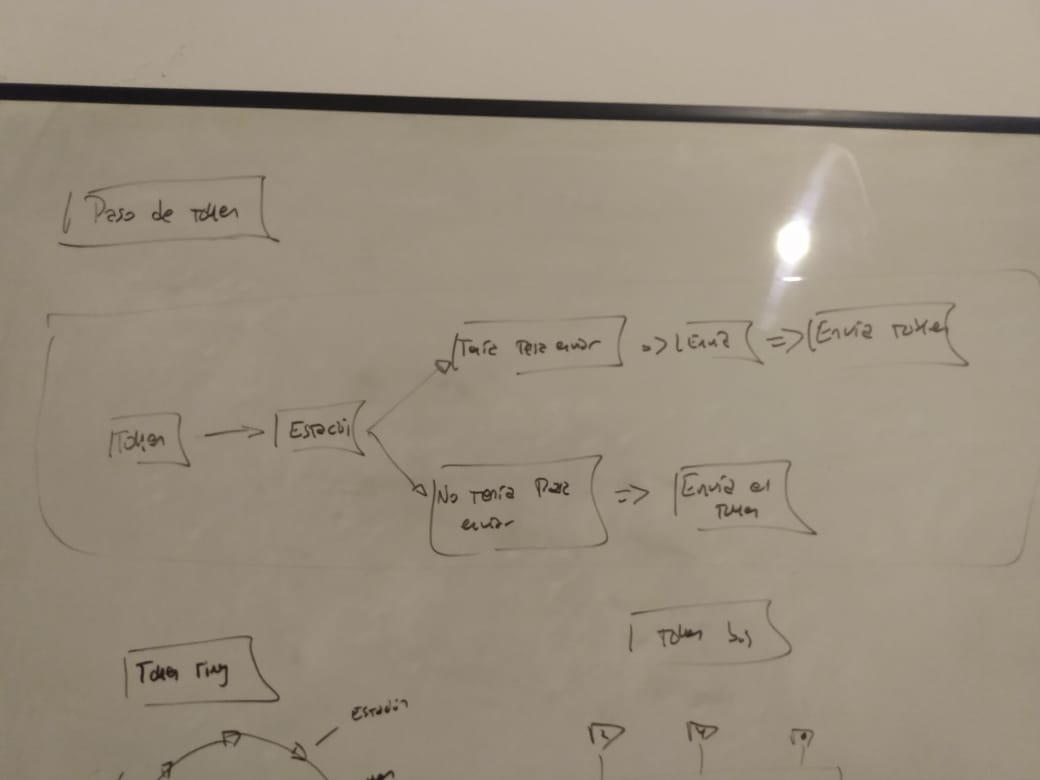 Paso de token
Tenía para enviar => Envía => Envía token
Token → Estación
No tenía para
enviar
=> Envía el
token
Token bus
Token ring
Estación